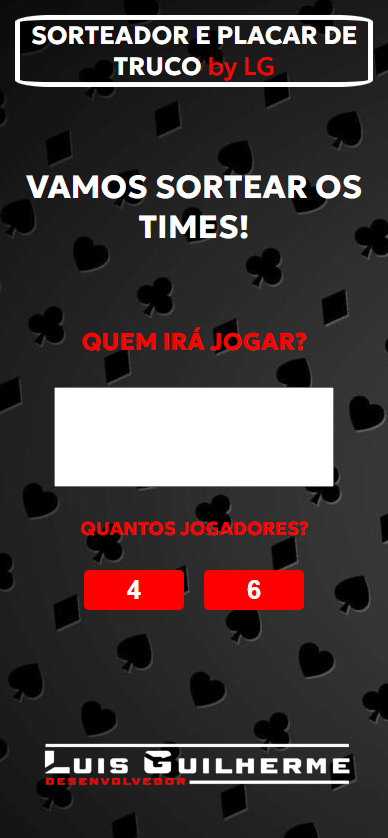 SORTEADOR E PLACAR DE
TRUCO by LG
VAMOS SORTEAR OS
TIMES!
QUEM IRÁ JOGAR?
QUANTOS JOGADORES?
4 6
LUIS GUILHERME
DESENVOLVEDOR